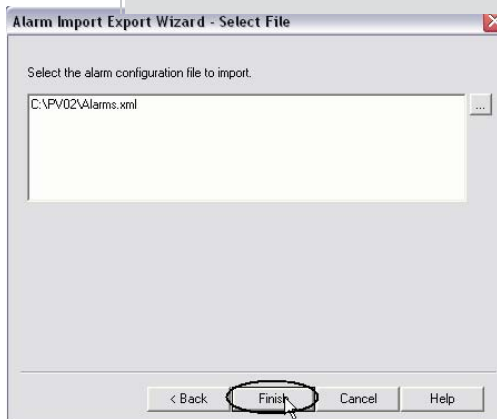 Alarm Import Export Wizard - Select File
Select the alarm configuration file to import.
C:\PV02\Alarms.xml
...
< Back Finish Cancel Help